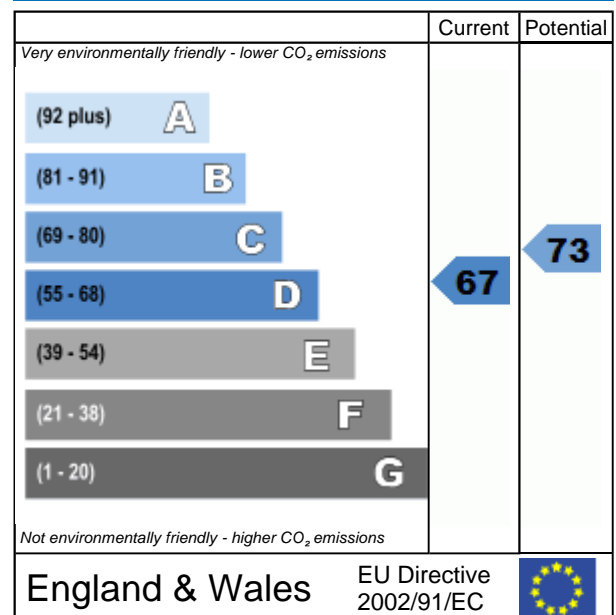 Current Potential
Very environmentally friendly - lower CO₂ emissions
(92 plus) A
(81 - 91) B
(69 - 80) C
73
(55 - 68) D
67
(39 - 54) E
(21 - 38) F
(1 - 20) G
Not environmentally friendly - higher CO₂ emissions
England & Wales
EU Directive
2002/91/EC